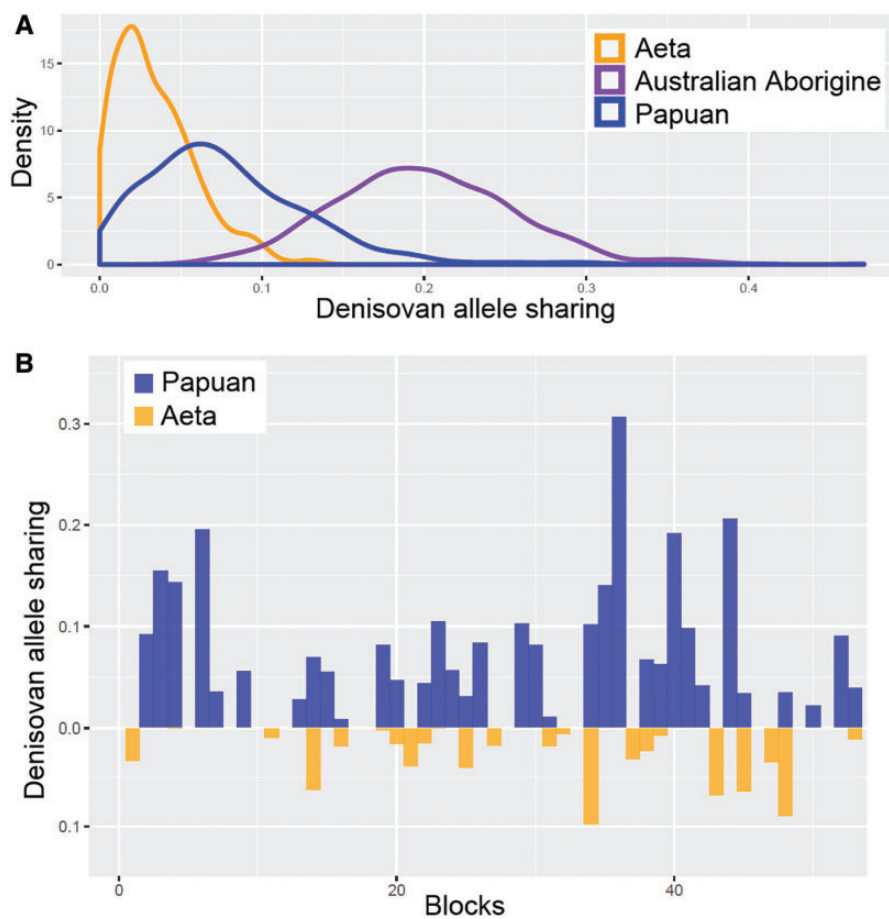 A
Density
15
10
5
0
Aeta
Australian Aborigine
Papuan
0.0 0.1 0.2 0.3 0.4
Denisovan allele sharing
B
Denisovan allele sharing
Papuan
Aeta
0.3
0.2
0.1
0.0
0.1
0 20 40
Blocks